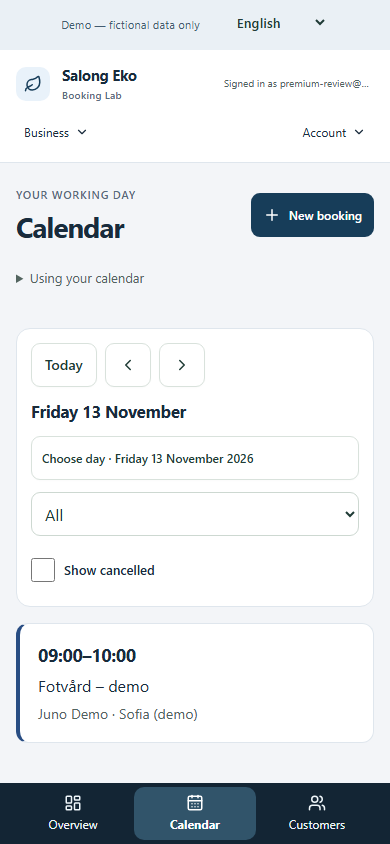 Demo — fictional data only
English
Salong Eko
Booking Lab
Signed in as premium-review@...
Business
Account
YOUR WORKING DAY
Calendar
New booking
Using your calendar
Today
Friday 13 November
Choose day · Friday 13 November 2026
All
Show cancelled
09:00–10:00
Fotvård – demo
Juno Demo · Sofia (demo)
Overview
Calendar
Customers